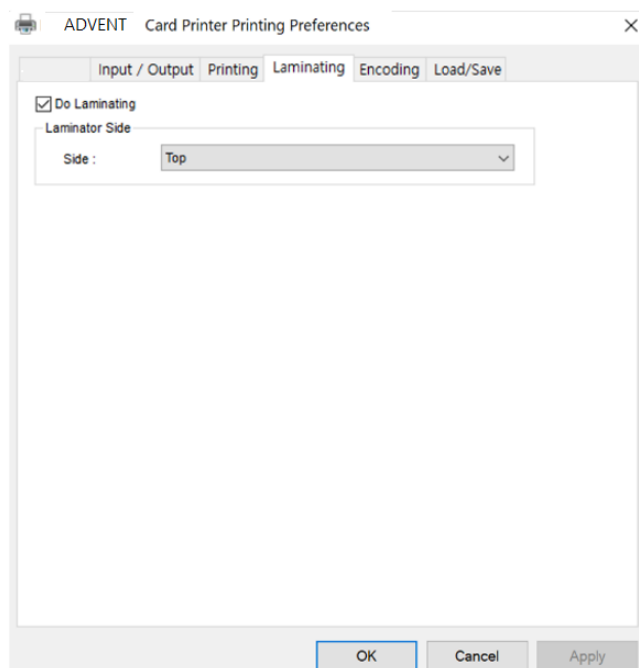 ADVENT Card Printer Printing Preferences
Input / Output Printing Laminating Encoding Load/Save
Do Laminating
Laminator Side
Side : Top
OK Cancel Apply